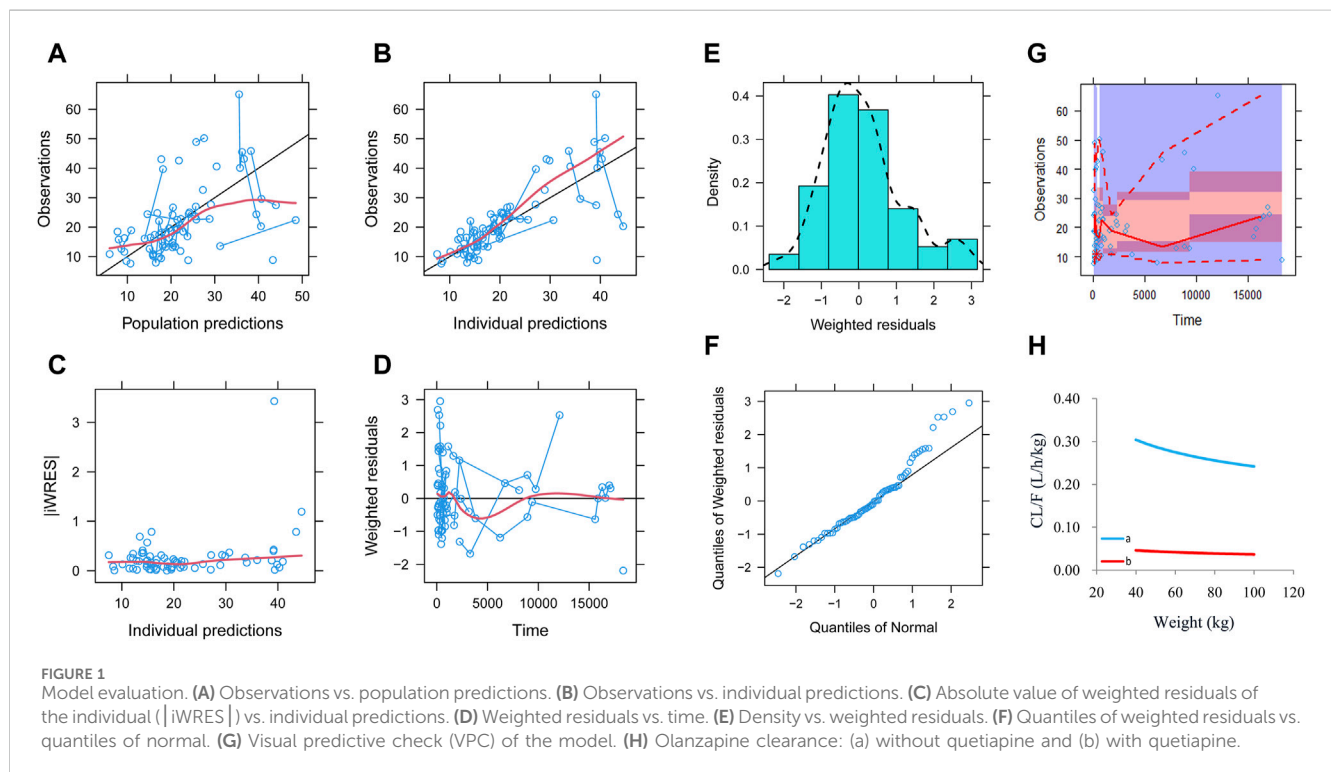 A
Observations
60
50
40
30
20
10
10 20 30 40 50
Population predictions
B
Observations
60
50
40
30
20
10
10 20 30 40
Individual predictions
E
Density
0.4
0.3
0.2
0.1
0.0
−2 −1 0 1 2 3
Weighted residuals
G
Observations
60
50
40
30
20
10
0 5000 10000 15000
Time
C
|iWRES|
3
2
1
0
10 20 30 40
Individual predictions
D
Weighted residuals
3
2
1
0
−1
−2
0 5000 10000 15000
Time
F
Quantiles of Weighted residuals
3
2
1
0
−1
−2
−2 −1 0 1 2
Quantiles of Normal
H
CL/F (L/h/kg)
0.40
0.30
0.20
0.10
0.00
a
b
20 40 60 80 100 120
Weight (kg)
FIGURE 1
Model evaluation. (A) Observations vs. population predictions. (B) Observations vs. individual predictions. (C) Absolute value of weighted residuals of
the individual (|iWRES|) vs. individual predictions. (D) Weighted residuals vs. time. (E) Density vs. weighted residuals. (F) Quantiles of weighted residuals vs.
quantiles of normal. (G) Visual predictive check (VPC) of the model. (H) Olanzapine clearance: (a) without quetiapine and (b) with quetiapine.